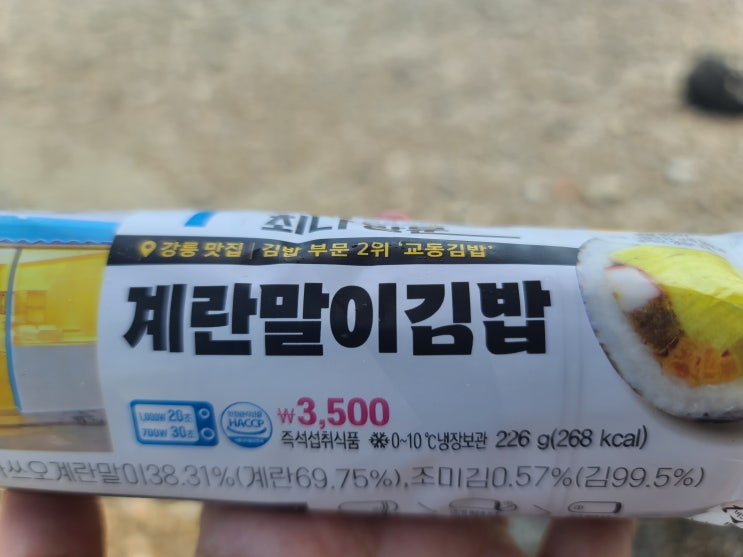 강릉 맛집 | 김밥 부문 2위 '교동김밥'
계란말이김밥
1,000W 20초
700W 30초
HACCP
₩3,500
즉석섭취식품 0~10℃냉장보관 226 g(268 kcal)
쓰오계란말이38.31%(계란69.75%),조미김0.57%(김99.5%)